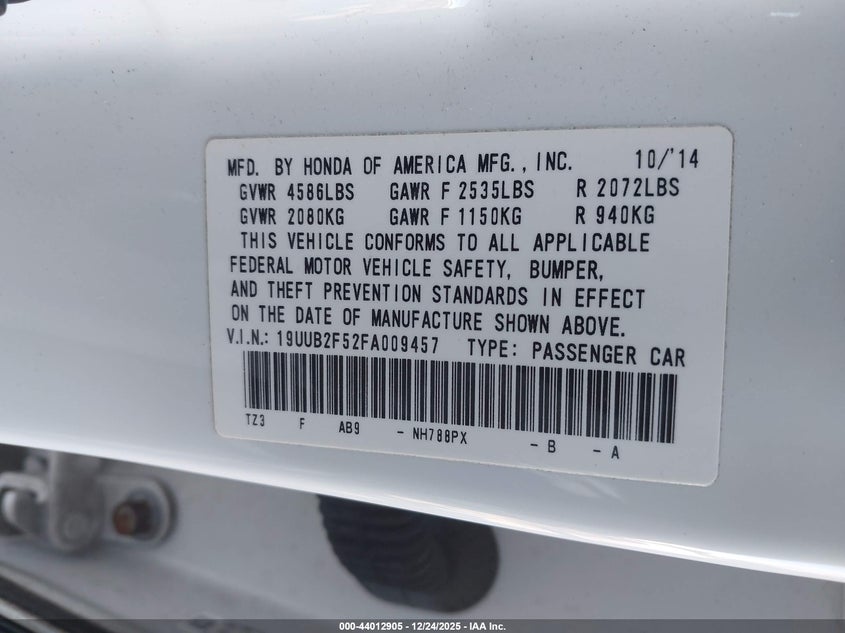 MFD. BY HONDA OF AMERICA MFG., INC. 10/'14
GVWR 4586LBS GAWR F 2535LBS R 2072LBS
GVWR 2080KG GAWR F 1150KG R 940KG
THIS VEHICLE CONFORMS TO ALL APPLICABLE
FEDERAL MOTOR VEHICLE SAFETY, BUMPER,
AND THEFT PREVENTION STANDARDS IN EFFECT
ON THE DATE OF MANUFACTURE SHOWN ABOVE.
V.I.N.: 19UUB2F52FA009457 TYPE: PASSENGER CAR
TZ3 F AB9 - NH788PX - B - A
000-44012905 - 12/24/2025 - IAA Inc.